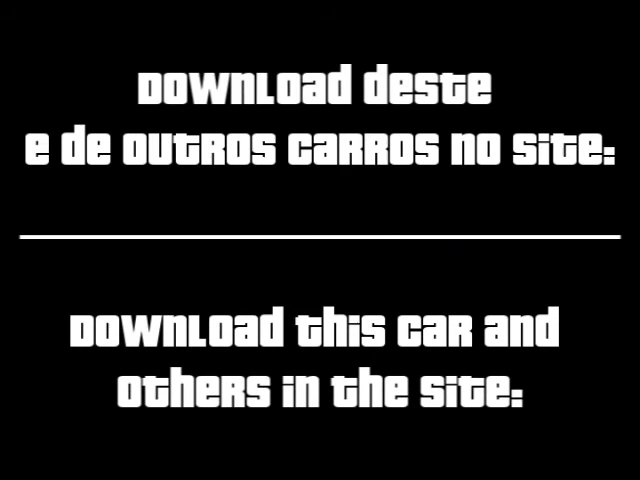 Download deste
e de outros carros no site:
Download this car and
others in the site: